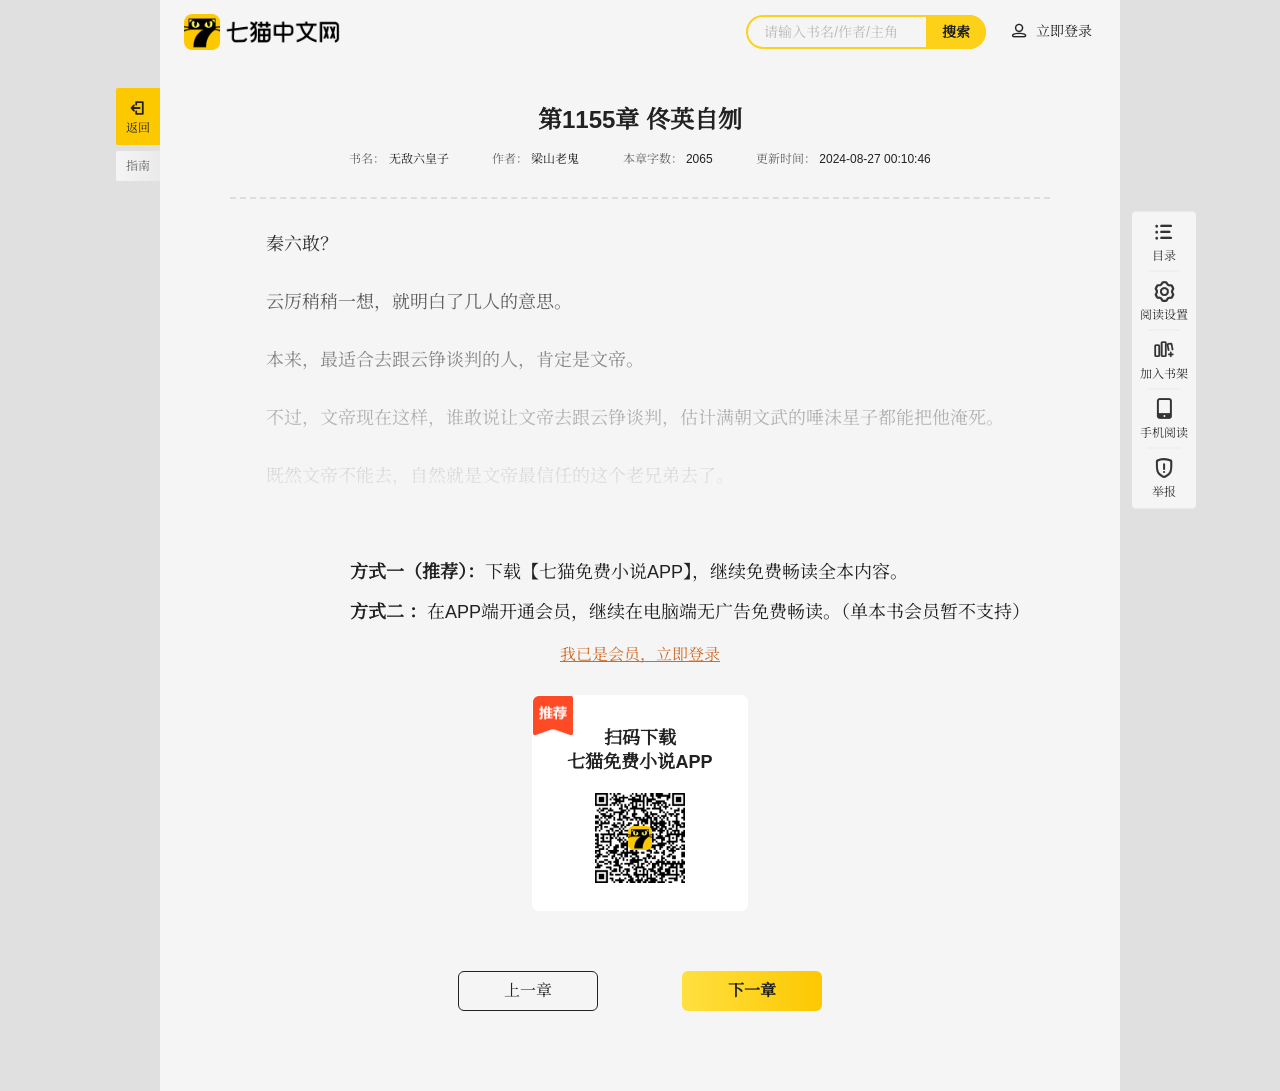 七猫中文网
请输入书名/作者/主角
搜索
立即登录
返回
指南
第1155章 佟英自刎
书名： 无敌六皇子 作者： 梁山老鬼 本章字数： 2065 更新时间： 2024-08-27 00:10:46
秦六敢？
云厉稍稍一想，就明白了几人的意思。
本来，最适合去跟云铮谈判的人，肯定是文帝。
不过，文帝现在这样，谁敢说让文帝去跟云铮谈判，估计满朝文武的唾沫星子都能把他淹死。
既然文帝不能去，自然就是文帝最信任的这个老兄弟去了。
目录
阅读设置
加入书架
手机阅读
举报
方式一（推荐）：下载【七猫免费小说APP】，继续免费畅读全本内容。
方式二 ： 在APP端开通会员，继续在电脑端无广告免费畅读。（单本书会员暂不支持）
我已是会员，立即登录
推荐
扫码下载
七猫免费小说APP
上一章
下一章